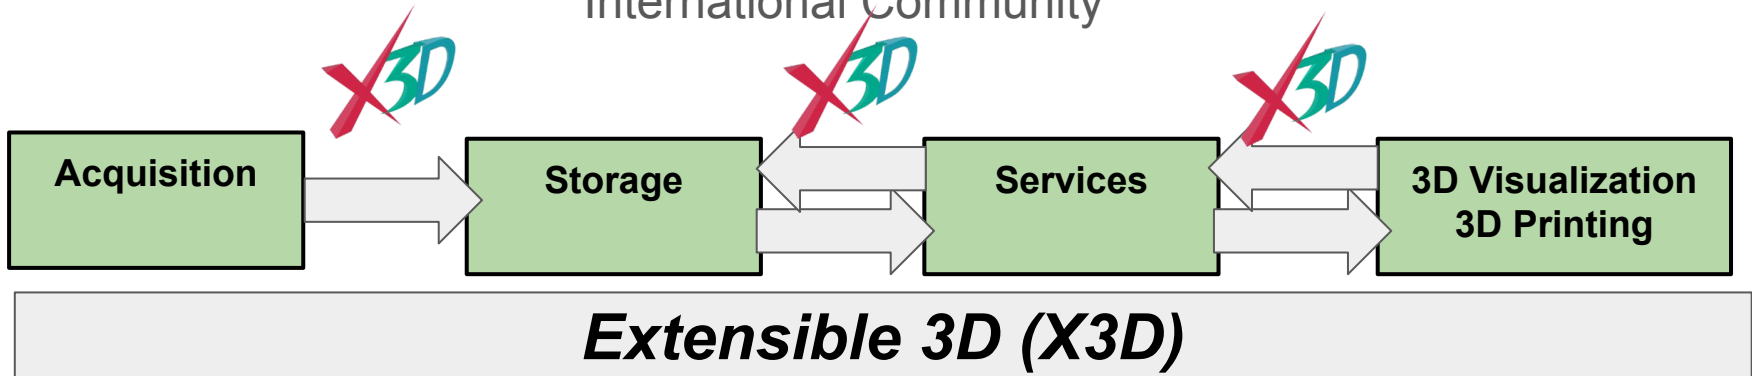 International Community
X3D
X3D
X3D
Acquisition
Storage
Services
3D Visualization
3D Printing
Extensible 3D (X3D)